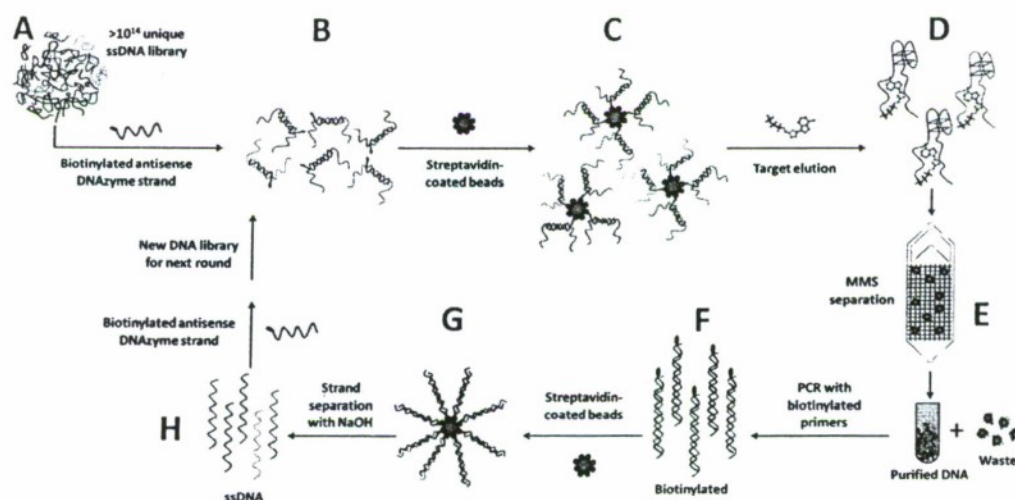 A
>10¹⁴ unique
ssDNA library
Biotinylated antisense
DNAzyme strand
B
Streptavidin-
coated beads
C
Target elution
D
New DNA library
for next round
Biotinylated antisense
DNAzyme strand
MMS
separation
E
H
ssDNA
Strand
separation
with NaOH
G
Streptavidin-
coated beads
F
Biotinylated
PCR with
biotinylated
primers
+
Purified DNA
Waste